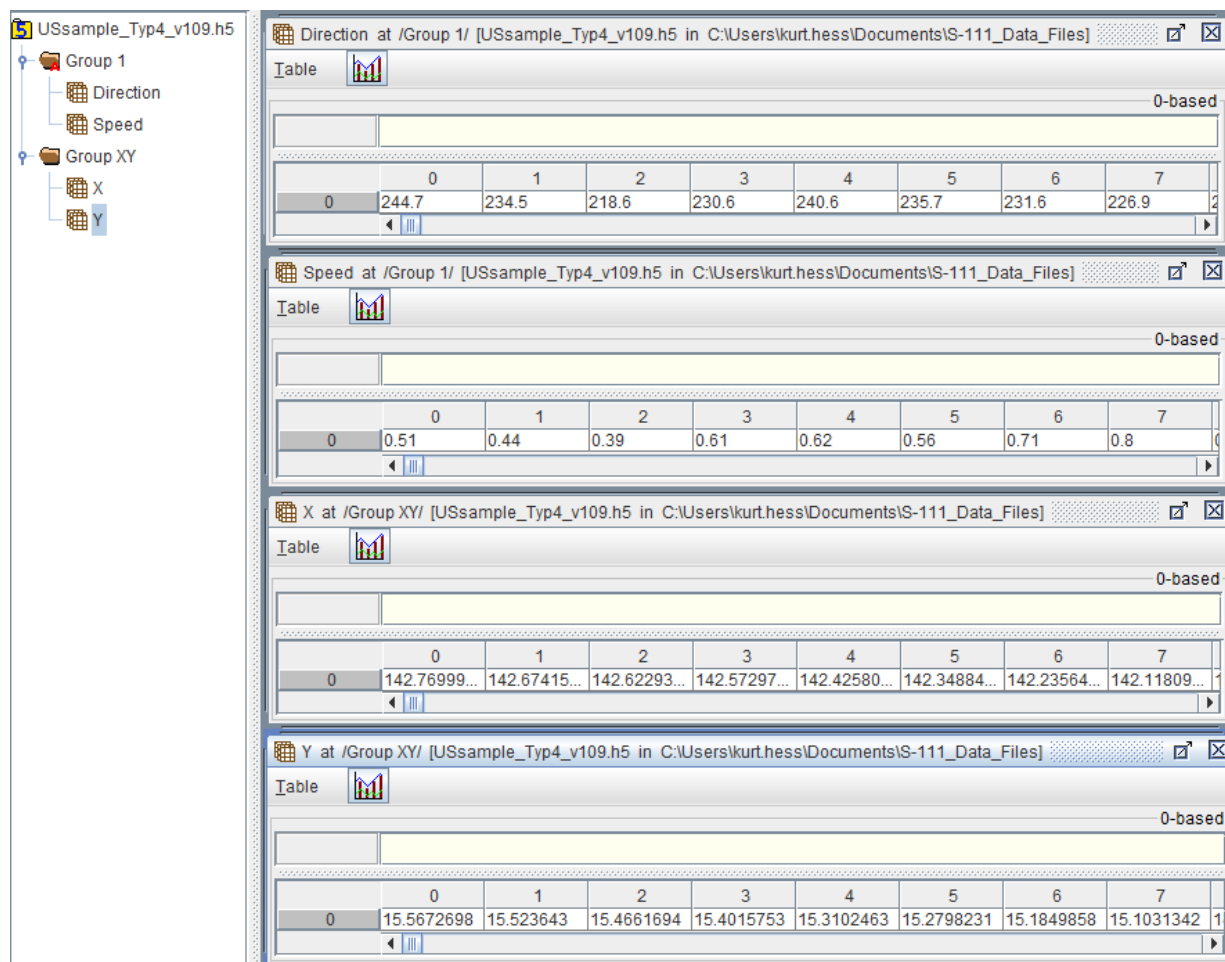 USsample_Typ4_v109.h5
Group 1
Direction
Speed
Group XY
X
Y
Direction at /Group 1/ [USsample_Typ4_v109.h5 in C:\Users\kurt.hess\Documents\S-111_Data_Files]
Table
0-based
0 1 2 3 4 5 6 7
0 244.7 234.5 218.6 230.6 240.6 235.7 231.6 226.9
Speed at /Group 1/ [USsample_Typ4_v109.h5 in C:\Users\kurt.hess\Documents\S-111_Data_Files]
Table
0-based
0 1 2 3 4 5 6 7
0 0.51 0.44 0.39 0.61 0.62 0.56 0.71 0.8
X at /Group XY/ [USsample_Typ4_v109.h5 in C:\Users\kurt.hess\Documents\S-111_Data_Files]
Table
0-based
0 1 2 3 4 5 6 7
0 142.76999... 142.67415... 142.62293... 142.57297... 142.42580... 142.34884... 142.23564... 142.11809...
Y at /Group XY/ [USsample_Typ4_v109.h5 in C:\Users\kurt.hess\Documents\S-111_Data_Files]
Table
0-based
0 1 2 3 4 5 6 7
0 15.5672698 15.523643 15.4661694 15.4015753 15.3102463 15.2798231 15.1849858 15.1031342